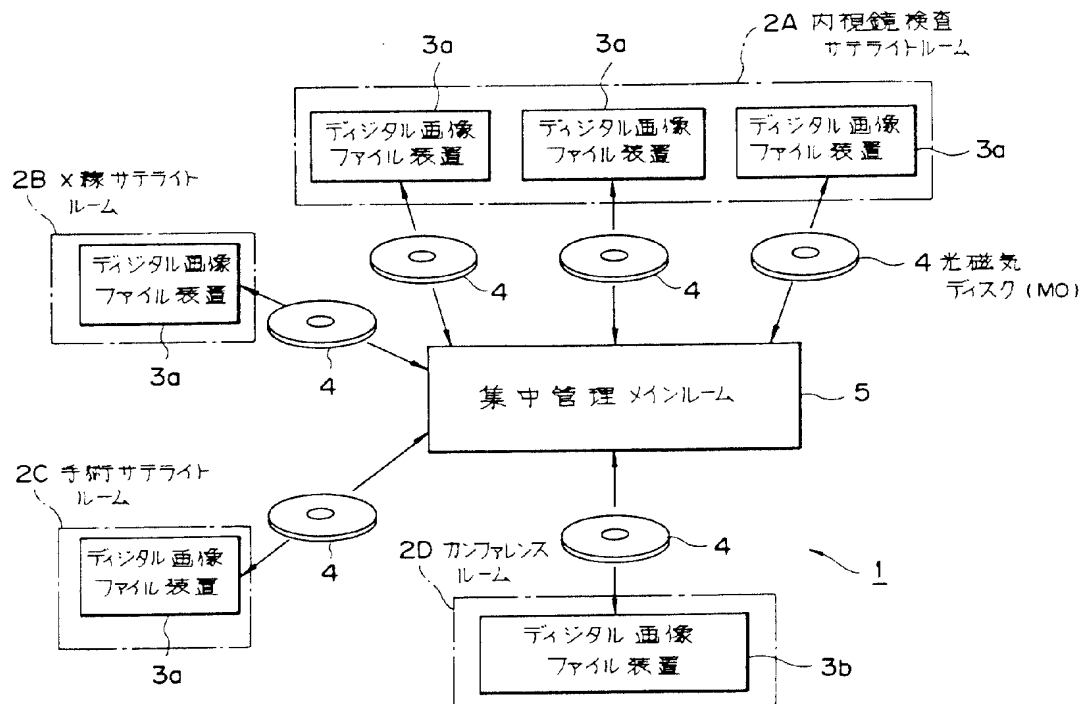 2A 内視鏡検査
サテライトルーム
3a
3a
ディジタル画像
ファイル装置
ディジタル画像
ファイル装置
ディジタル画像
ファイル装置
3a
2B X線サテライト
ルーム
ディジタル画像
ファイル装置
3a
4
4
4
4 光磁気
ディスク(MO)
集中管理メインルーム
5
2C 手術サテライト
ルーム
ディジタル画像
ファイル装置
3a
4
2D カンファレンス
ルーム
4
1
ディジタル画像
ファイル装置
3b